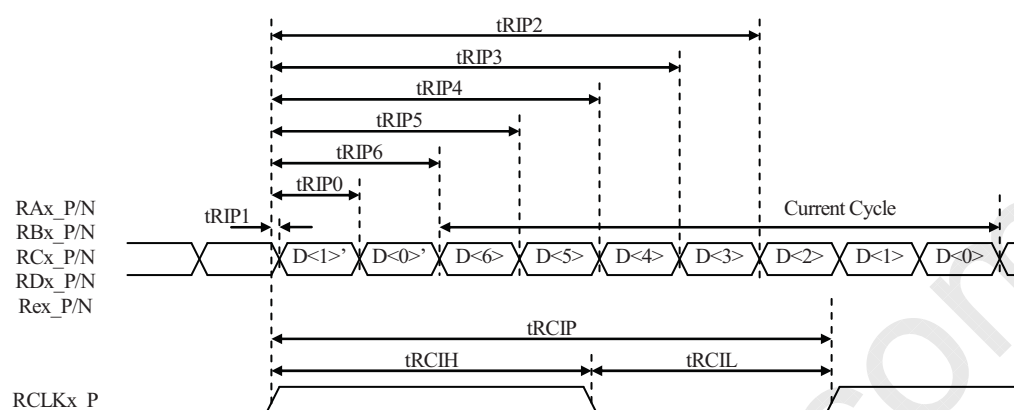 tRIP2
tRIP3
tRIP4
tRIP5
tRIP6
tRIP0
tRIP1
Current Cycle
RAx_P/N
RBx_P/N
RCx_P/N
RDx_P/N
Rex_P/N
D<1>’ D<0>’ D<6> D<5> D<4> D<3> D<2> D<1> D<0>
tRCIP
tRCIH tRCIL
RCLKx_P